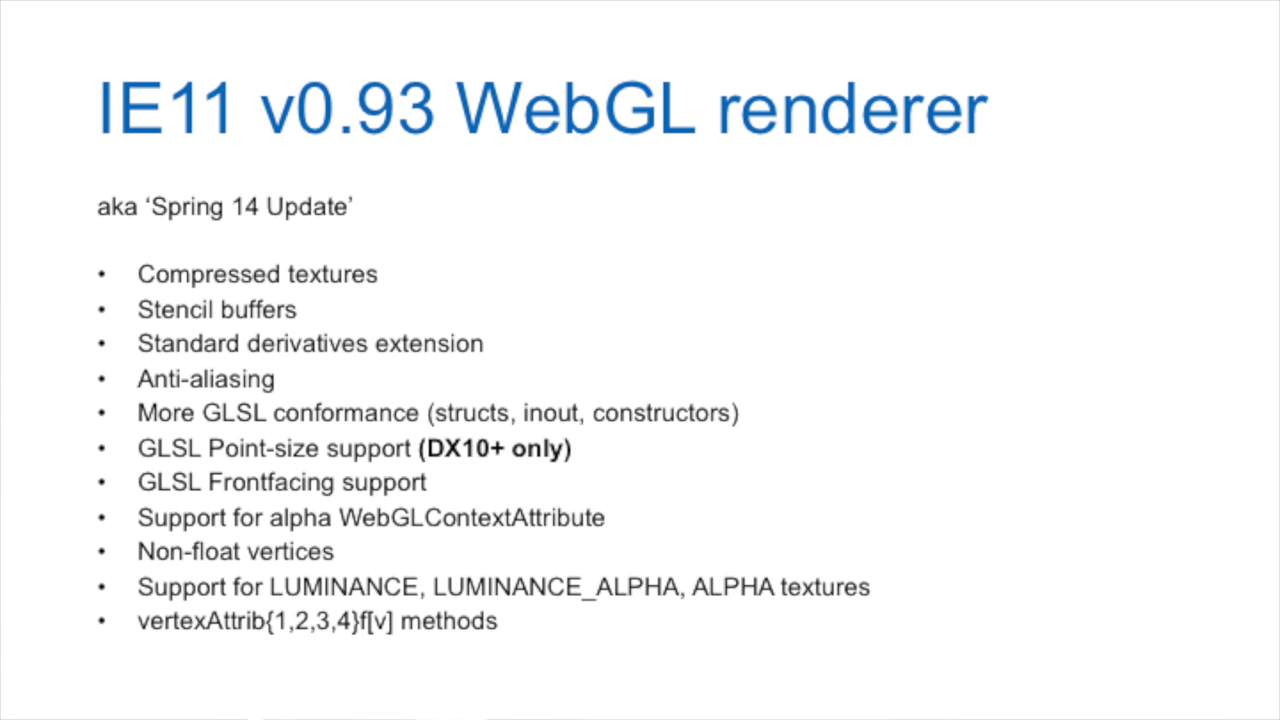 IE11 v0.93 WebGL renderer
aka ‘Spring 14 Update’
• Compressed textures
• Stencil buffers
• Standard derivatives extension
• Anti-aliasing
• More GLSL conformance (structs, inout, constructors)
• GLSL Point-size support (DX10+ only)
• GLSL Frontfacing support
• Support for alpha WebGLContextAttribute
• Non-float vertices
• Support for LUMINANCE, LUMINANCE_ALPHA, ALPHA textures
• vertexAttrib{1,2,3,4}f[v] methods